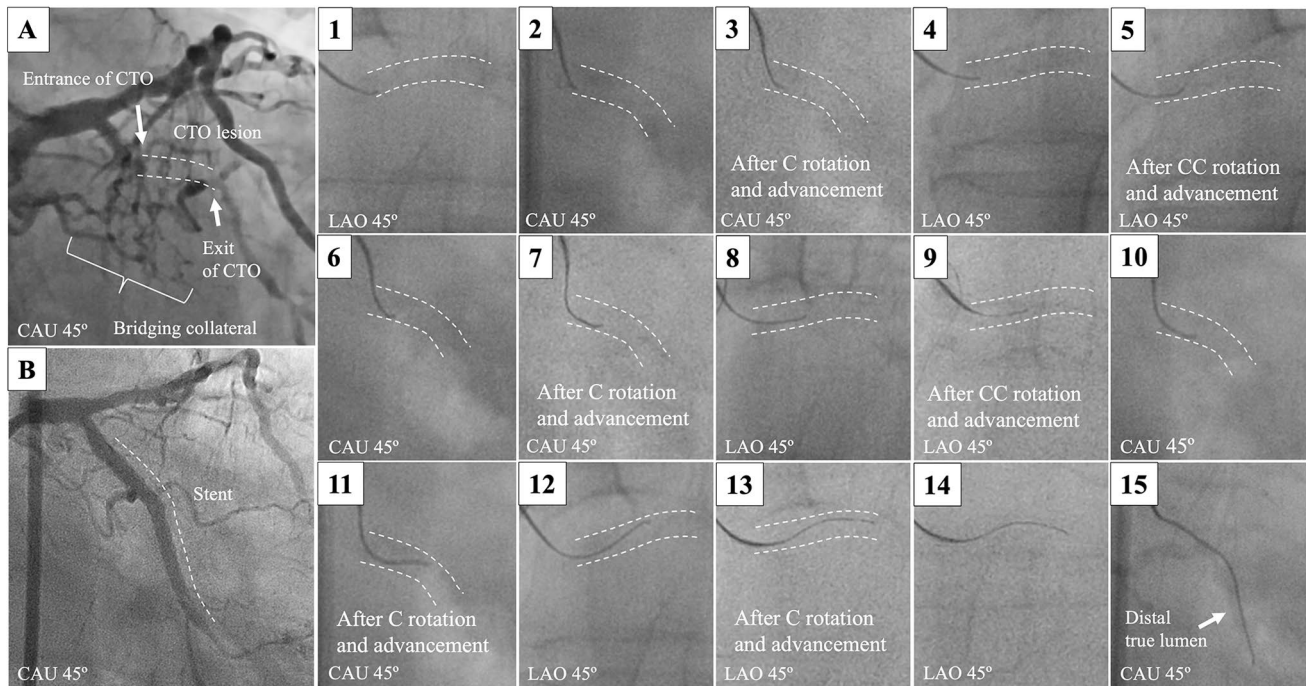 A
Entrance of CTO
CTO lesion
Exit
of CTO
Bridging collateral
CAU 45º
B
Stent
CAU 45º
1
LAO 45º
2
CAU 45º
3
After C rotation
and advancement
CAU 45º
4
LAO 45º
5
After CC rotation
and advancement
LAO 45º
6
CAU 45º
7
After C rotation
and advancement
CAU 45º
8
LAO 45º
9
After CC rotation
and advancement
LAO 45º
10
CAU 45º
11
After C rotation
and advancement
CAU 45º
12
LAO 45º
13
After C rotation
and advancement
LAO 45º
14
LAO 45º
15
Distal
true lumen
CAU 45º